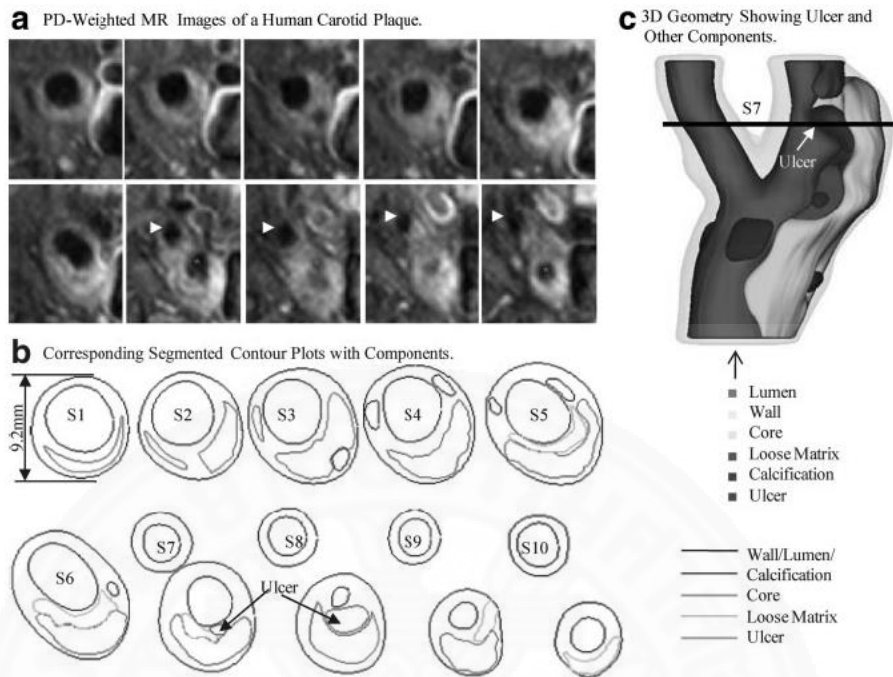 a PD-Weighted MR Images of a Human Carotid Plaque.
c 3D Geometry Showing Ulcer and
Other Components.
S7
Ulcer
Lumen
Wall
Core
Loose Matrix
Calcification
Ulcer
b Corresponding Segmented Contour Plots with Components.
9.2mm
S1
S2
S3
S4
S5
S6
S7
S8
S9
S10
Ulcer
Wall/Lumen/
Calcification
Core
Loose Matrix
Ulcer